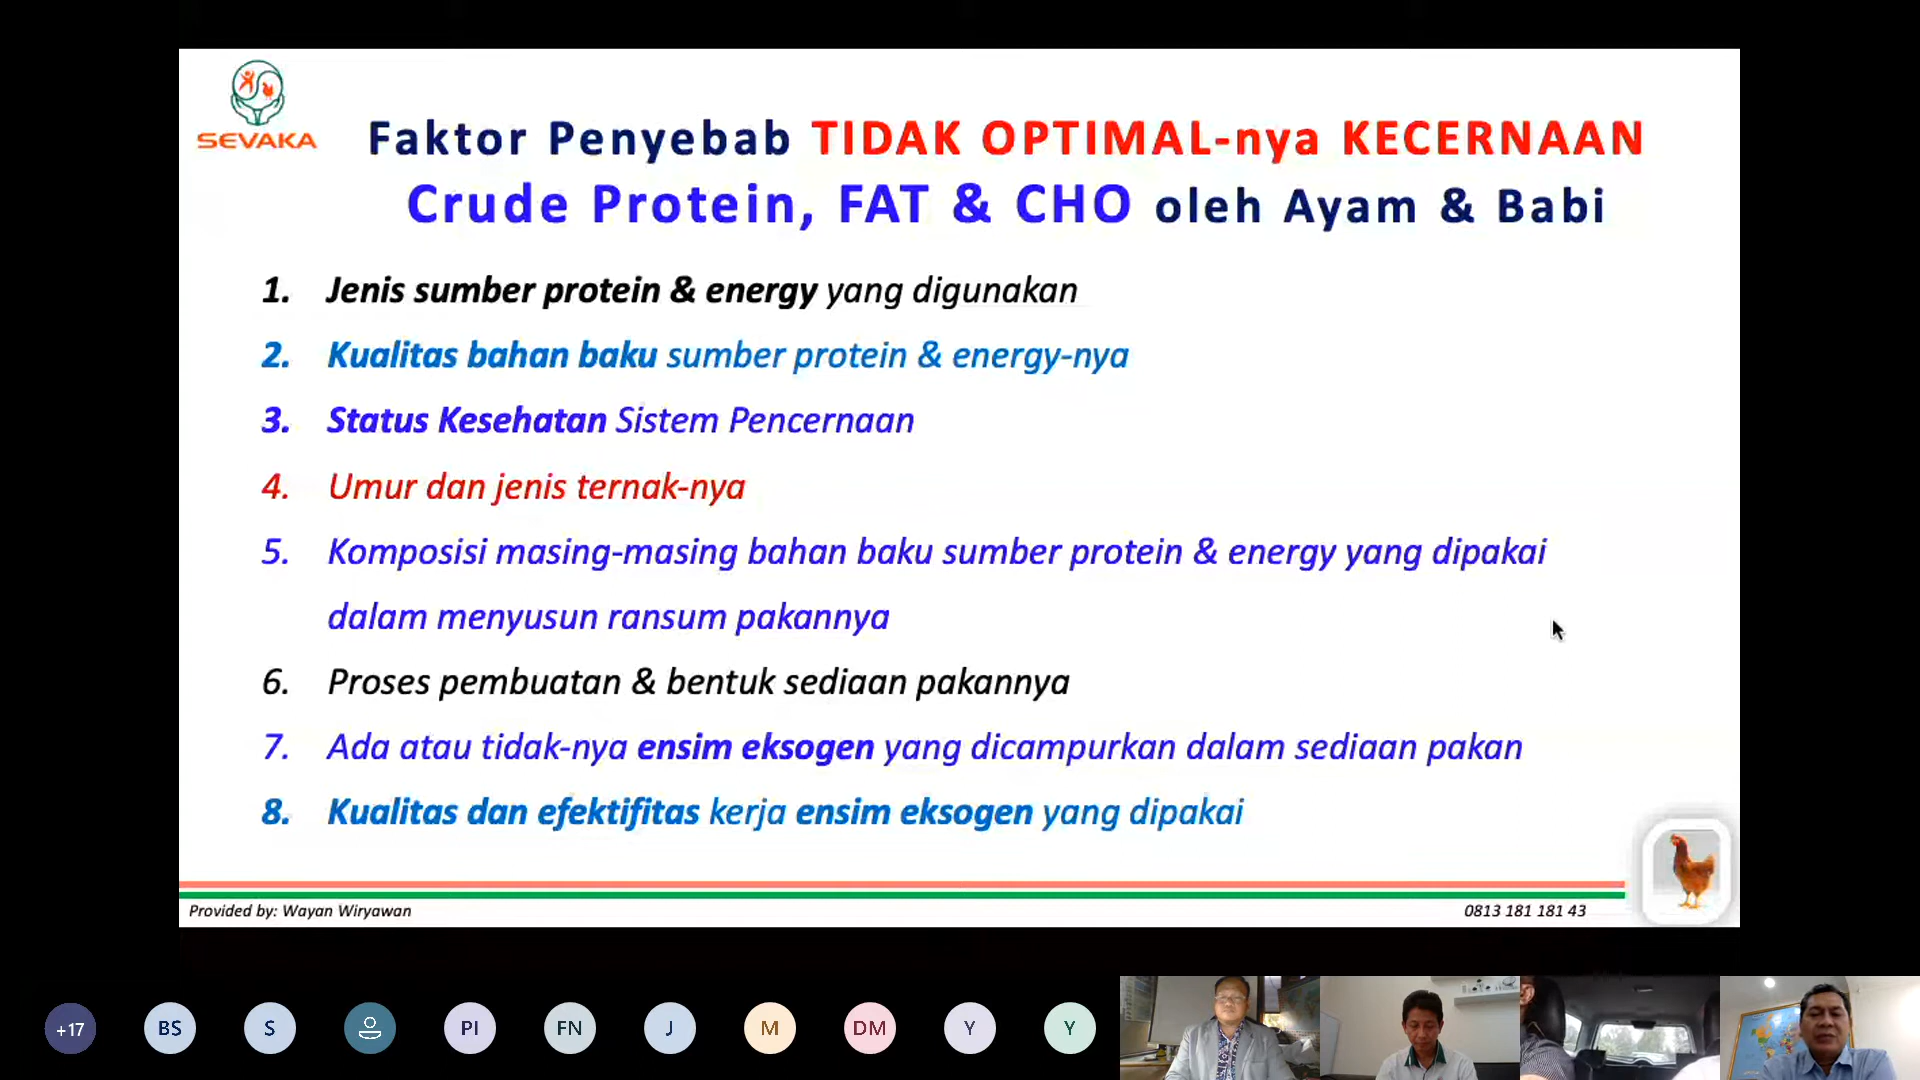 SEVAKA
Faktor Penyebab TIDAK OPTIMAL-nya KECERNAAN
Crude Protein, FAT & CHO oleh Ayam & Babi
1. Jenis sumber protein & energy yang digunakan
2. Kualitas bahan baku sumber protein & energy-nya
3. Status Kesehatan Sistem Pencernaan
4. Umur dan jenis ternak-nya
5. Komposisi masing-masing bahan baku sumber protein & energy yang dipakai
dalam menyusun ransum pakannya
6. Proses pembuatan & bentuk sediaan pakannya
7. Ada atau tidak-nya ensim eksogen yang dicampurkan dalam sediaan pakan
8. Kualitas dan efektifitas kerja ensim eksogen yang dipakai
Provided by: Wayan Wiryawan
0813 181 181 43
+17
BS
S
PI
FN
J
M
DM
Y
Y